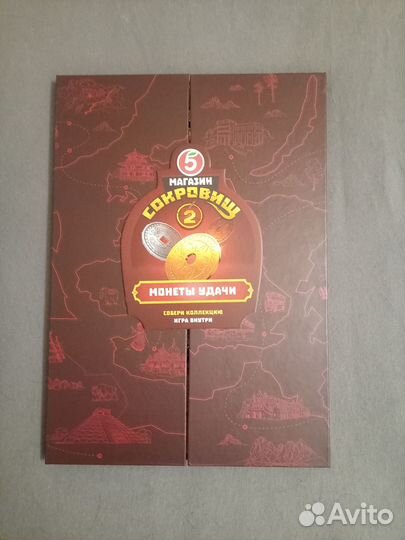 5
МАГАЗИН
СОКРОВИЩ
2
МОНЕТЫ УДАЧИ
СОБЕРИ КОЛЛЕКЦИЮ
ИГРА ВНУТРИ
Avito